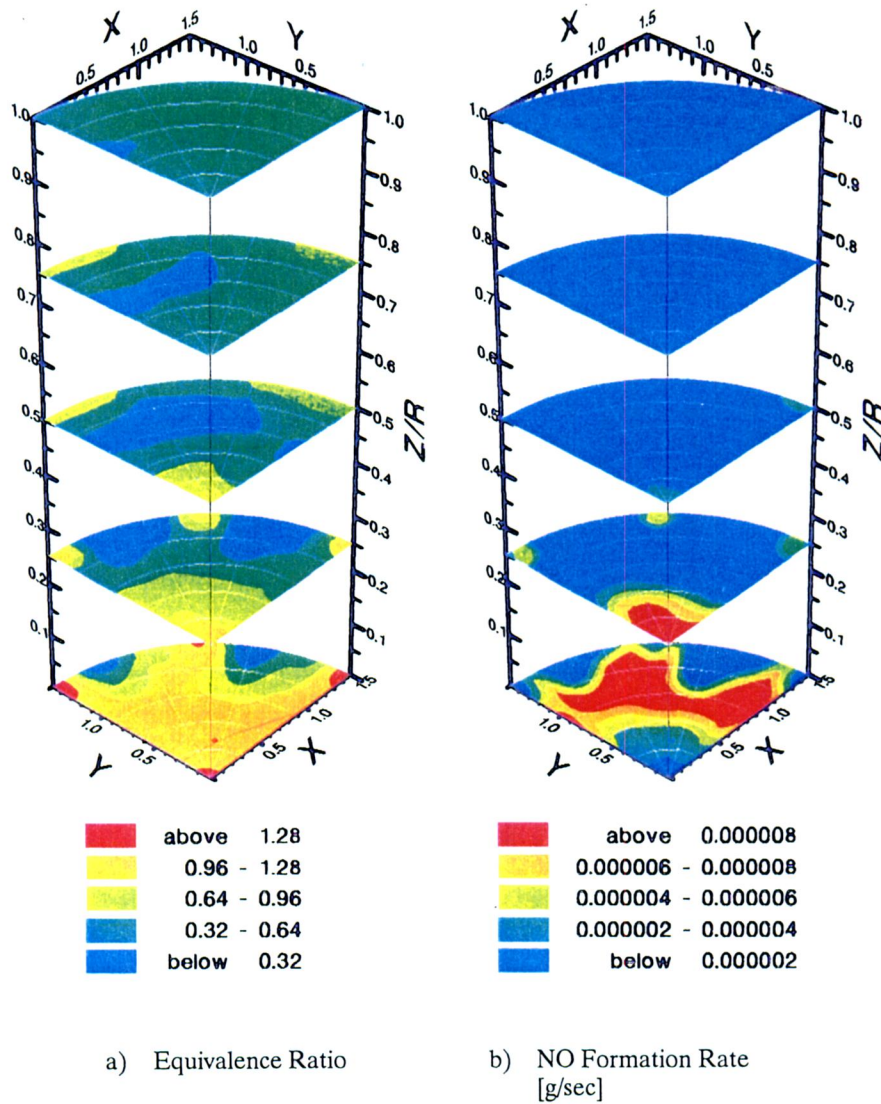 X 1.5 Y
0.5 1.0 1.0 0.5
1.0 1.0
0.9 0.9
0.8 0.8
0.7 0.7
0.6 0.6
0.5 0.5
0.4 0.4
0.3 0.3
0.2 0.2
0.1 0.1
Z/R
1.5
1.0 1.0
0.5 0.5
Y X
above 1.28
0.96 - 1.28
0.64 - 0.96
0.32 - 0.64
below 0.32
a) Equivalence Ratio
X 1.5 Y
0.5 1.0 1.0 0.5
1.0 1.0
0.9 0.9
0.8 0.8
0.7 0.7
0.6 0.6
0.5 0.5
0.4 0.4
0.3 0.3
0.2 0.2
0.1 0.1
Z/R
1.5
1.0 1.0
0.5 0.5
Y X
above 0.000008
0.000006 - 0.000008
0.000004 - 0.000006
0.000002 - 0.000004
below 0.000002
b) NO Formation Rate
[g/sec]